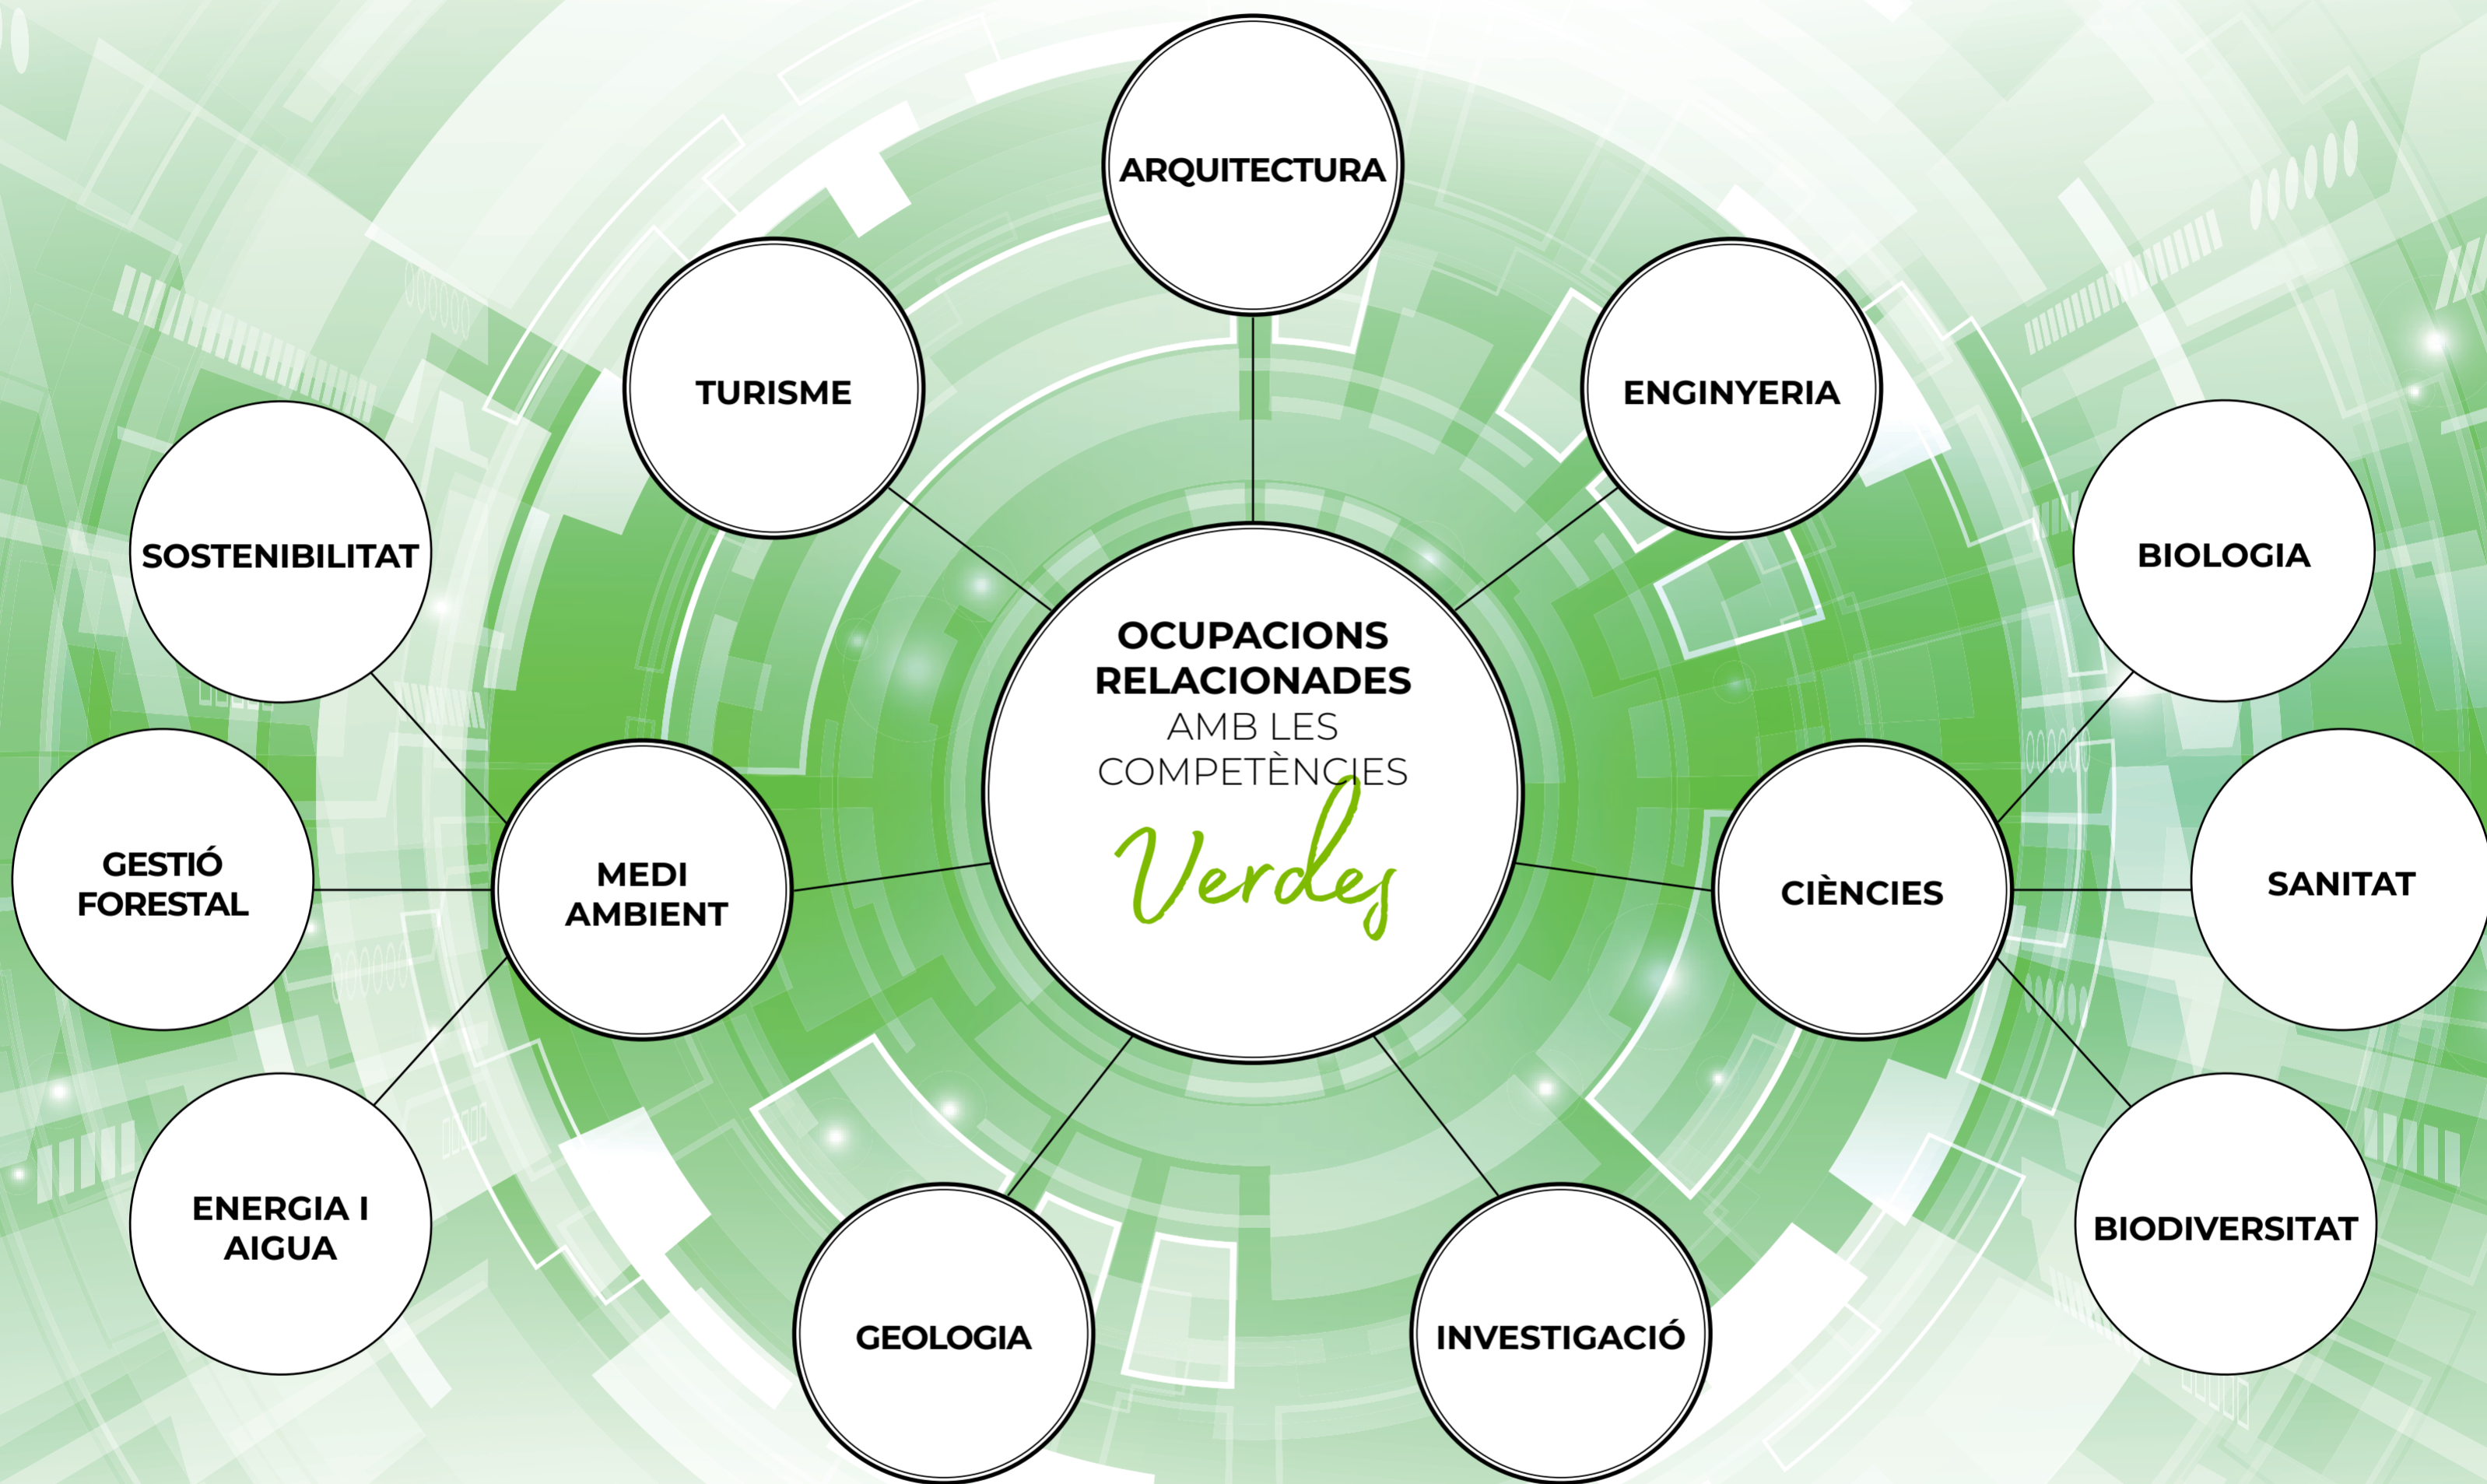 ARQUITECTURA
TURISME
ENGINYERIA
SOSTENIBILITAT
BIOLOGIA
OCUPACIONS
RELACIONADES
AMB LES
COMPETÈNCIES
Verdes
GESTIÓ
FORESTAL
MEDI
AMBIENT
CIÈNCIES
SANITAT
ENERGIA I
AIGUA
BIODIVERSITAT
GEOLOGIA
INVESTIGACIÓ